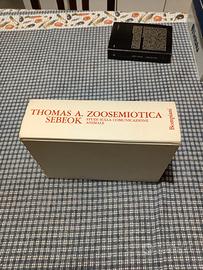 THOMAS A. ZOOSEMIOTICA
SEBEOK STUDI SULLA COMUNICAZIONE
ANIMALE
Bompiani